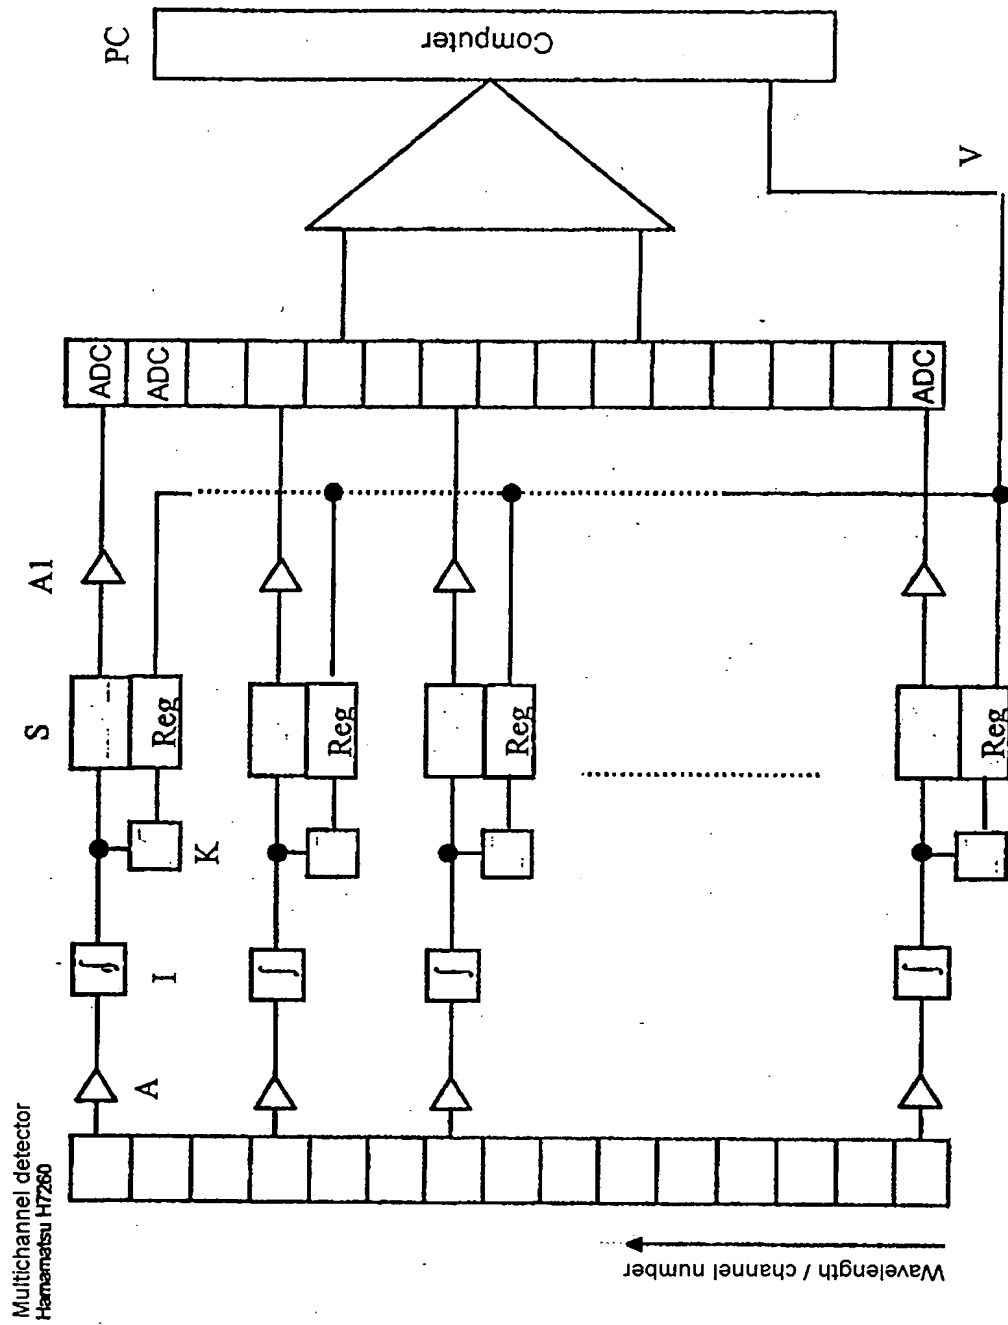 Multichannel detector
Hamamatsu H7260
Wavelength / channel number
A
I
K
S
A1
Reg
Reg
Reg
Reg
ADC
ADC
ADC
V
PC
Computer